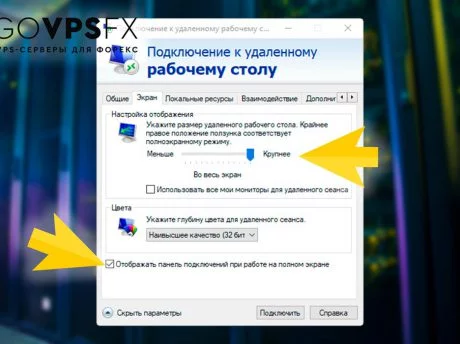 GOVPSFX
VPS-СЕРВЕРЫ ДЛЯ ФОРЕКС
Подключение к удаленному рабочему с...
Подключение к удаленному
рабочему столу
Общие Экран Локальные ресурсы Взаимодействие Дополни
Настройка отображения
Укажите размер удаленного рабочего стола. Крайнее
правое положение ползунка соответствует
полноэкранному режиму.
Меньше Крупнее
Во весь экран
Использовать все мои мониторы для удаленного сеанса
Цвета
Укажите глубину цвета для удаленного сеанса.
Наивысшее качество (32 бит
Отображать панель подключений при работе на полном экране
Скрыть параметры Подключить Справка